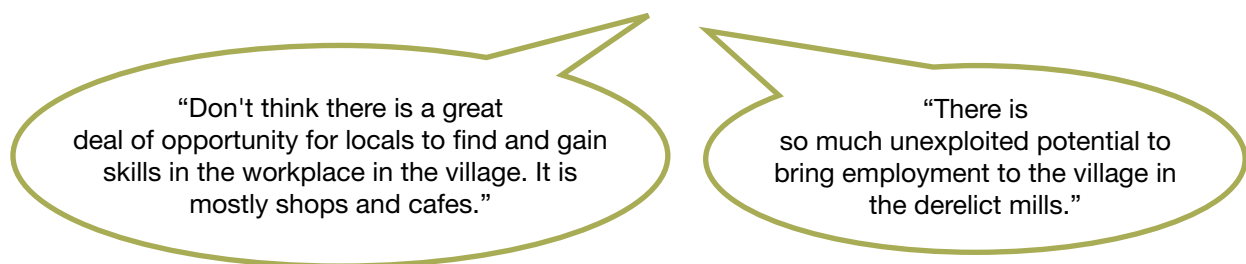 “Don't think there is a great
deal of opportunity for locals to find and gain
skills in the workplace in the village. It is
mostly shops and cafes.”
“There is
so much unexploited potential to
bring employment to the village in
the derelict mills.”